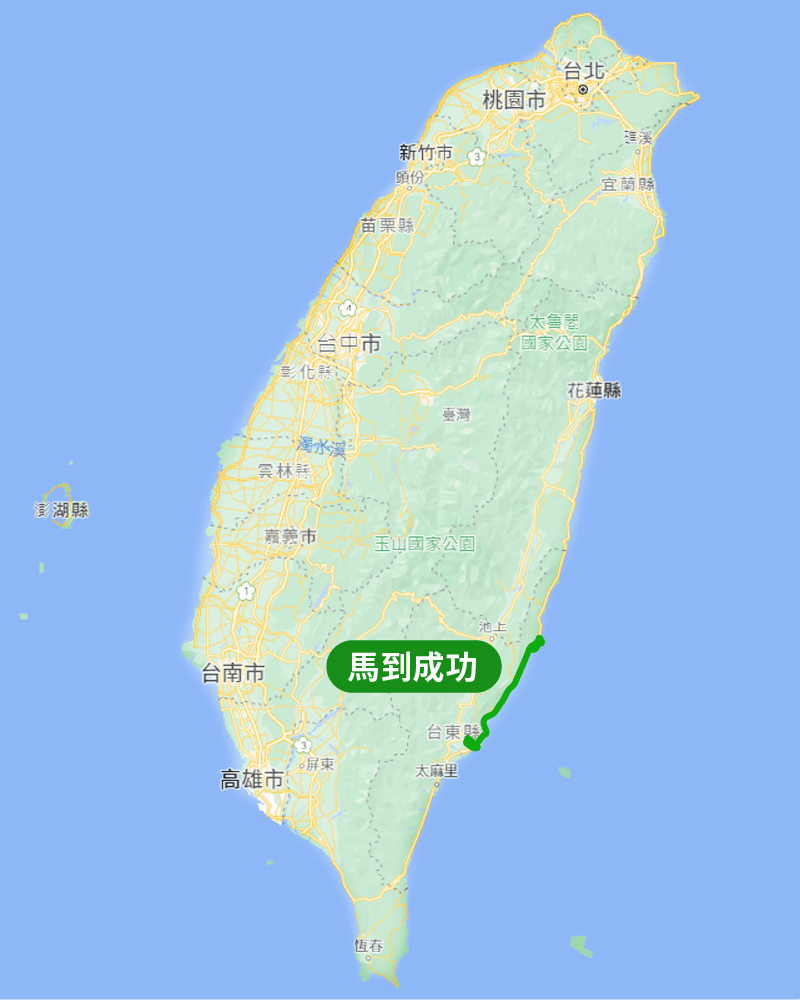 台北
桃園市
礁溪
新竹市
3
頭份
宜蘭縣
苗栗縣
4
太魯閣
國家公園
台中市
彰化縣
花蓮縣
臺灣
濁水溪
雲林縣
澎湖縣
嘉義市
玉山國家公園
1
池上
馬到成功
台南市
台東縣
3
屏東
太麻里
高雄市
恆春